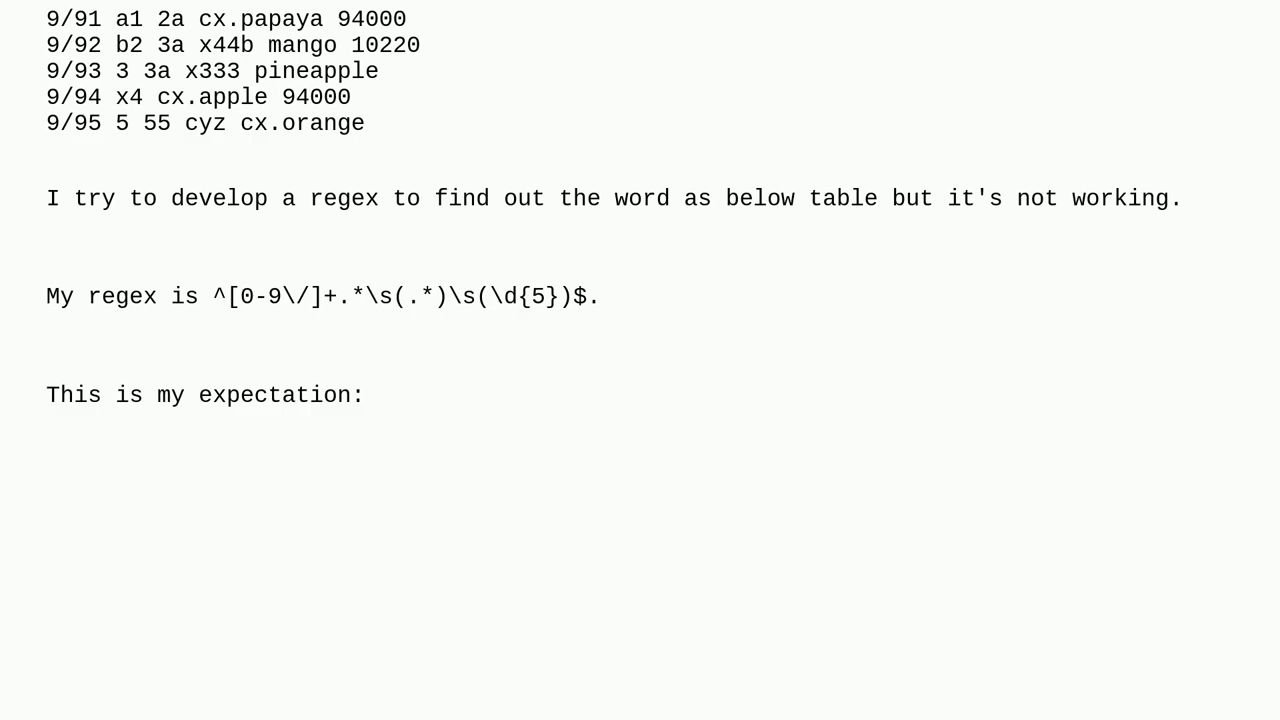 9/91 a1 2a cx.papaya 94000
9/92 b2 3a x44b mango 10220
9/93 3 3a x333 pineapple
9/94 x4 cx.apple 94000
9/95 5 55 cyz cx.orange
I try to develop a regex to find out the word as below table but it's not working.
My regex is ^[0-9\/]+.*\s(.*)\s(\d{5})$.
This is my expectation: